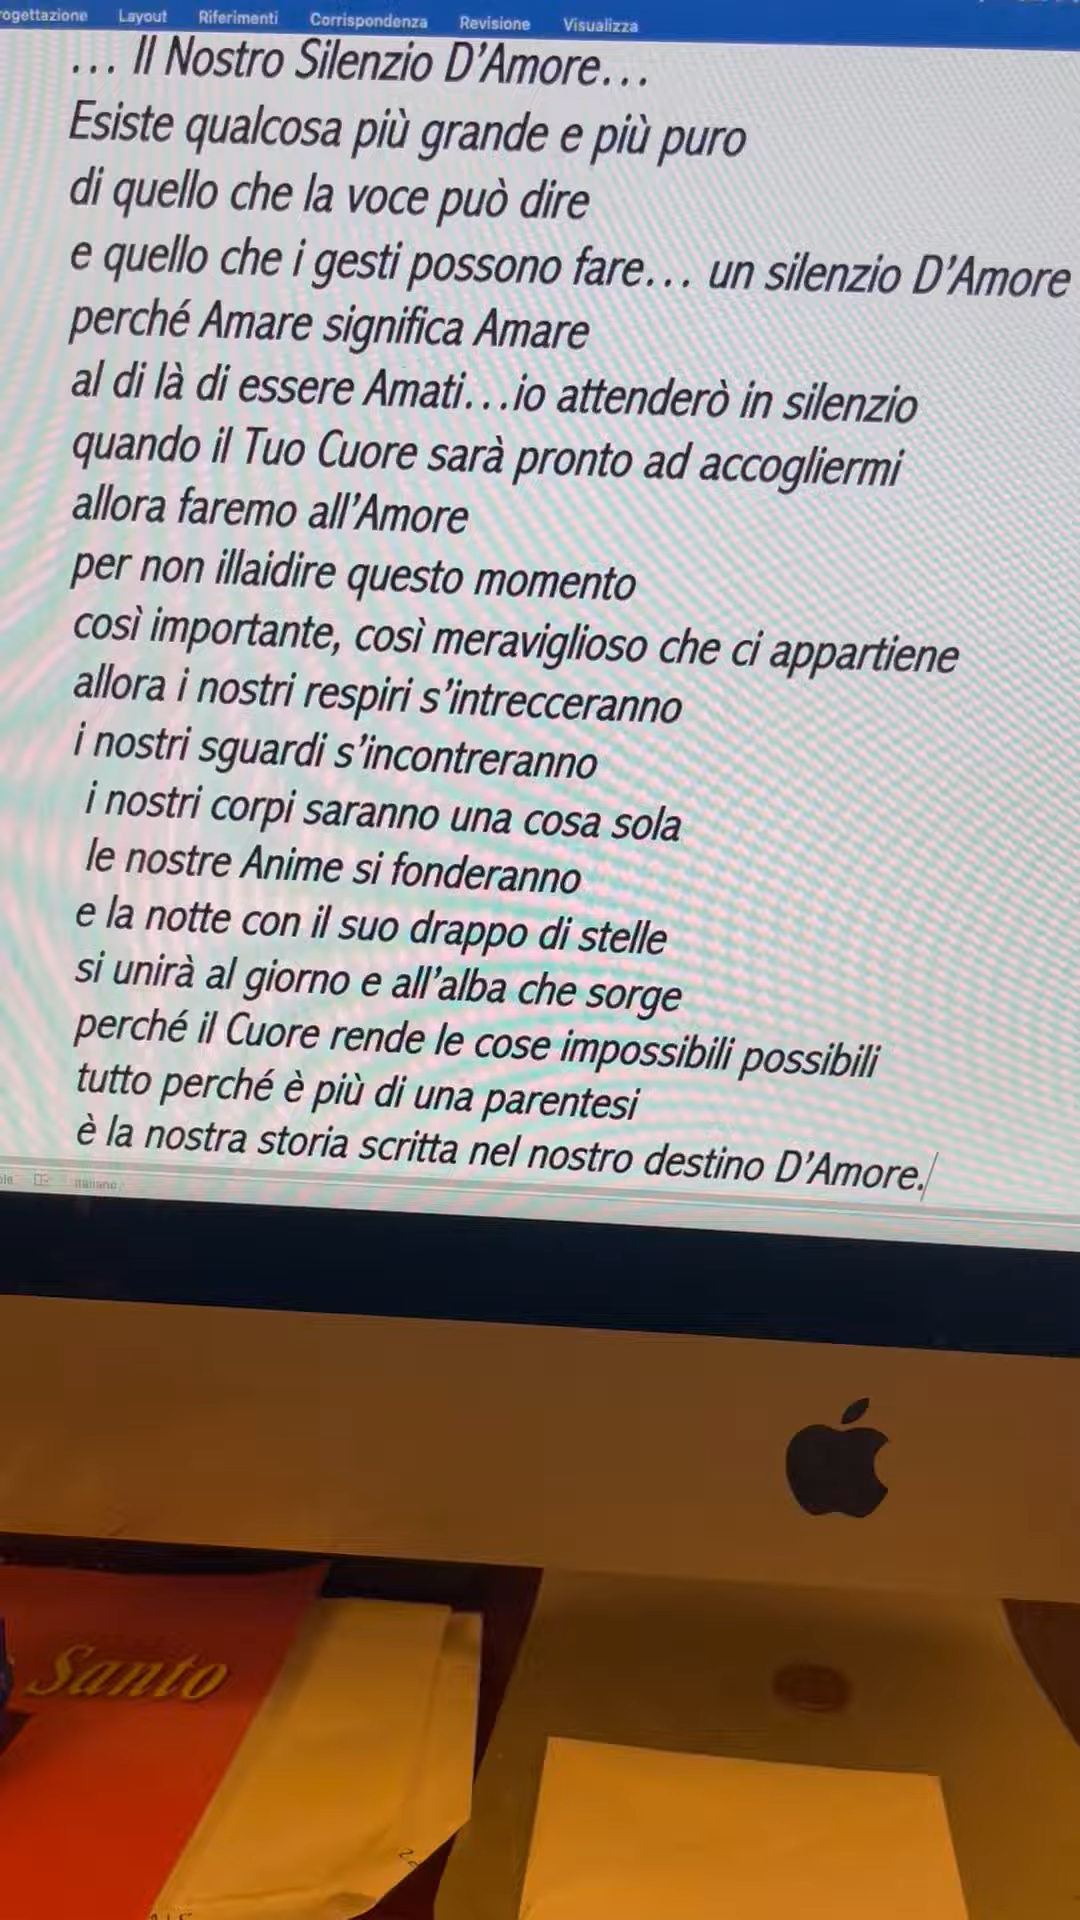 Layout Riferimenti Corrispondenza Revisione Visualizza
... Il Nostro Silenzio D'Amore...
Esiste qualcosa più grande e più puro
di quello che la voce può dire
e quello che i gesti possono fare... un silenzio D'Amore
perché Amare significa Amare
al di là di essere Amati...io attenderò in silenzio
quando il Tuo Cuore sarà pronto ad accogliermi
allora faremo all'Amore
per non illaidire questo momento
così importante, così meraviglioso che ci appartiene
allora i nostri respiri s'intrecceranno
i nostri sguardi s'incontreranno
i nostri corpi saranno una cosa sola
le nostre Anime si fonderanno
e la notte con il suo drappo di stelle
si unirà al giorno e all'alba che sorge
perché il Cuore rende le cose impossibili possibili
tutto perché è più di una parentesi
è la nostra storia scritta nel nostro destino D'Amore.
Italiano
Santo